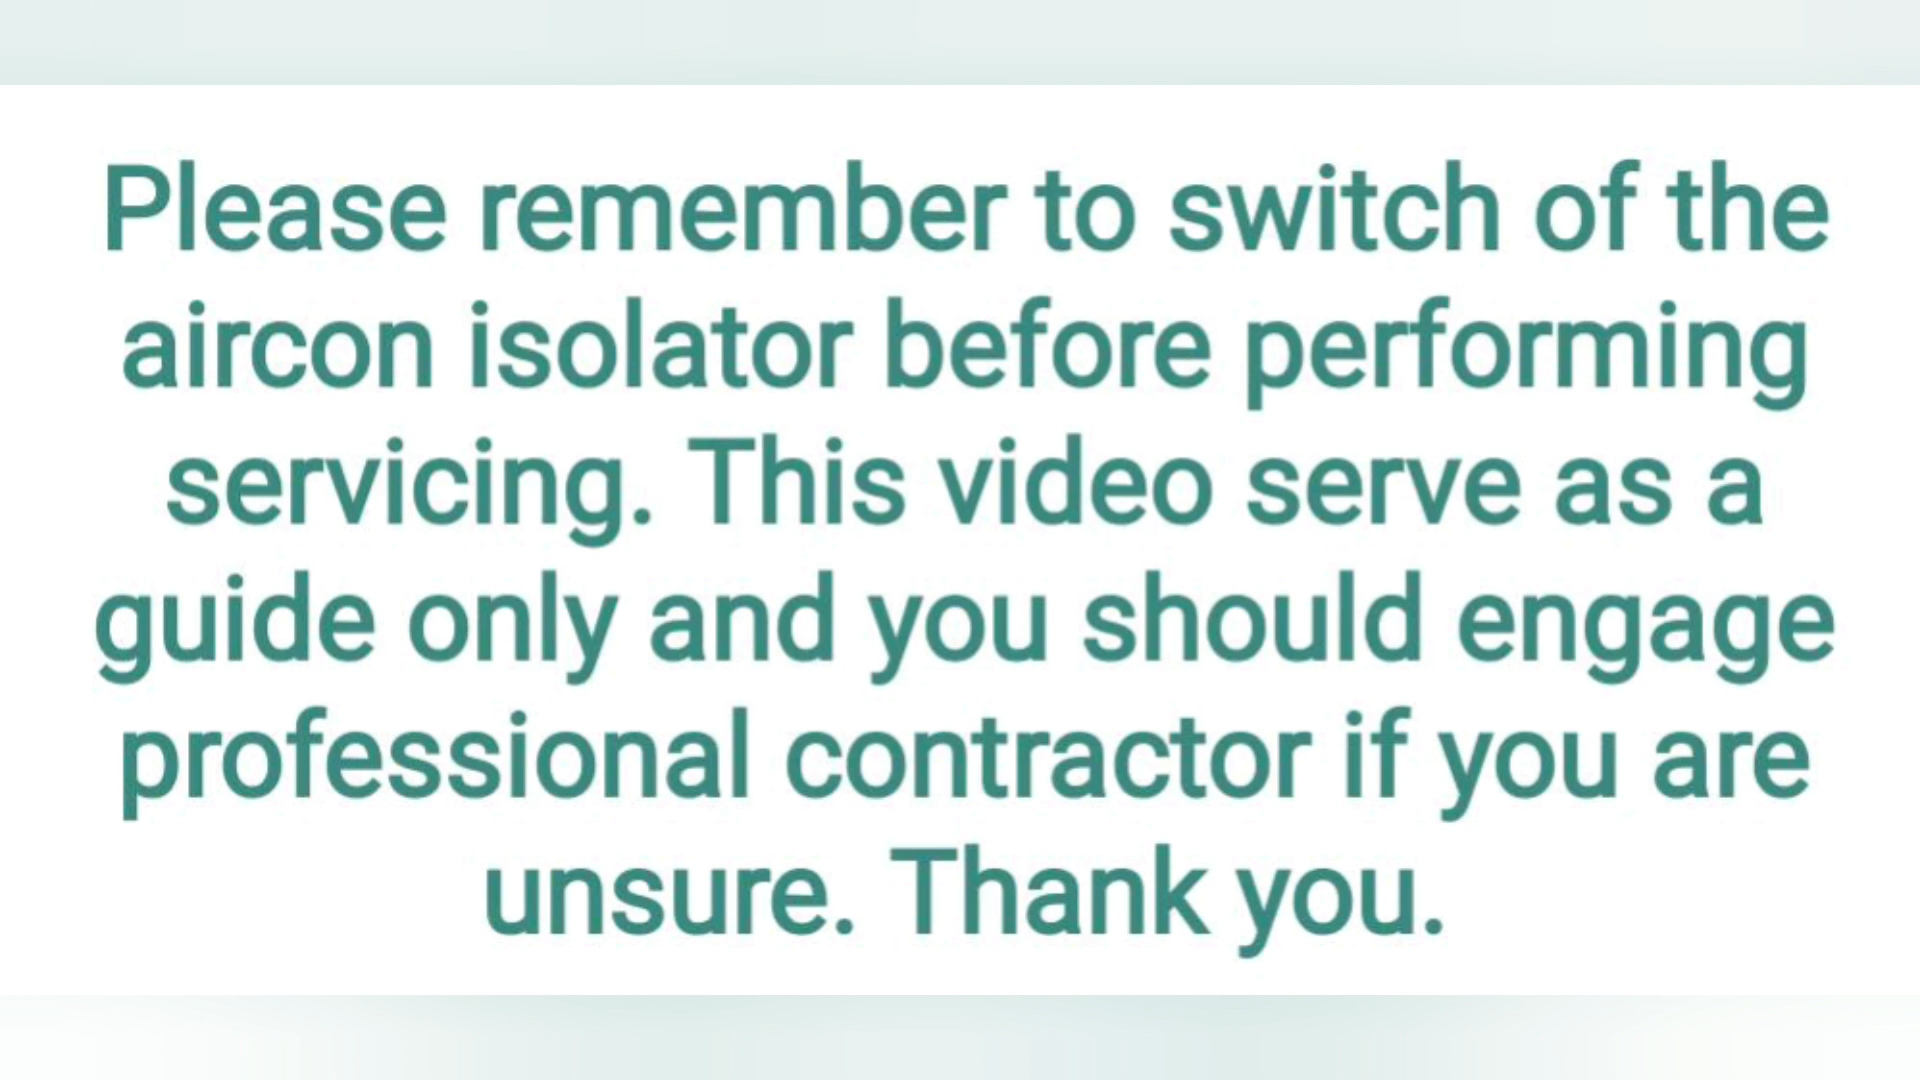 Please remember to switch of the
aircon isolator before performing
servicing. This video serve as a
guide only and you should engage
professional contractor if you are
unsure. Thank you.